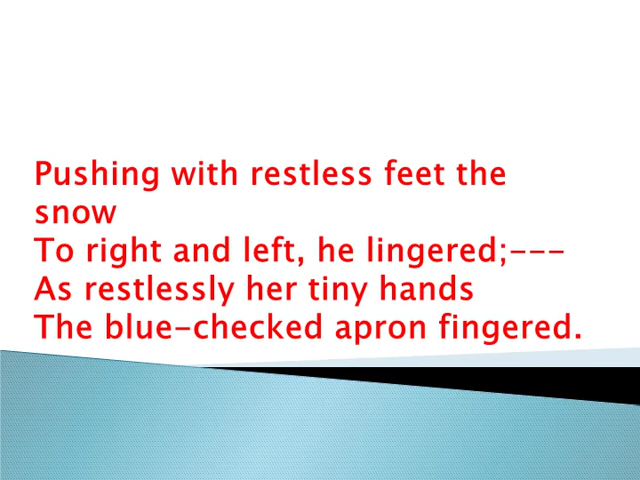 Pushing with restless feet the
snow
To right and left, he lingered;---
As restlessly her tiny hands
The blue-checked apron fingered.